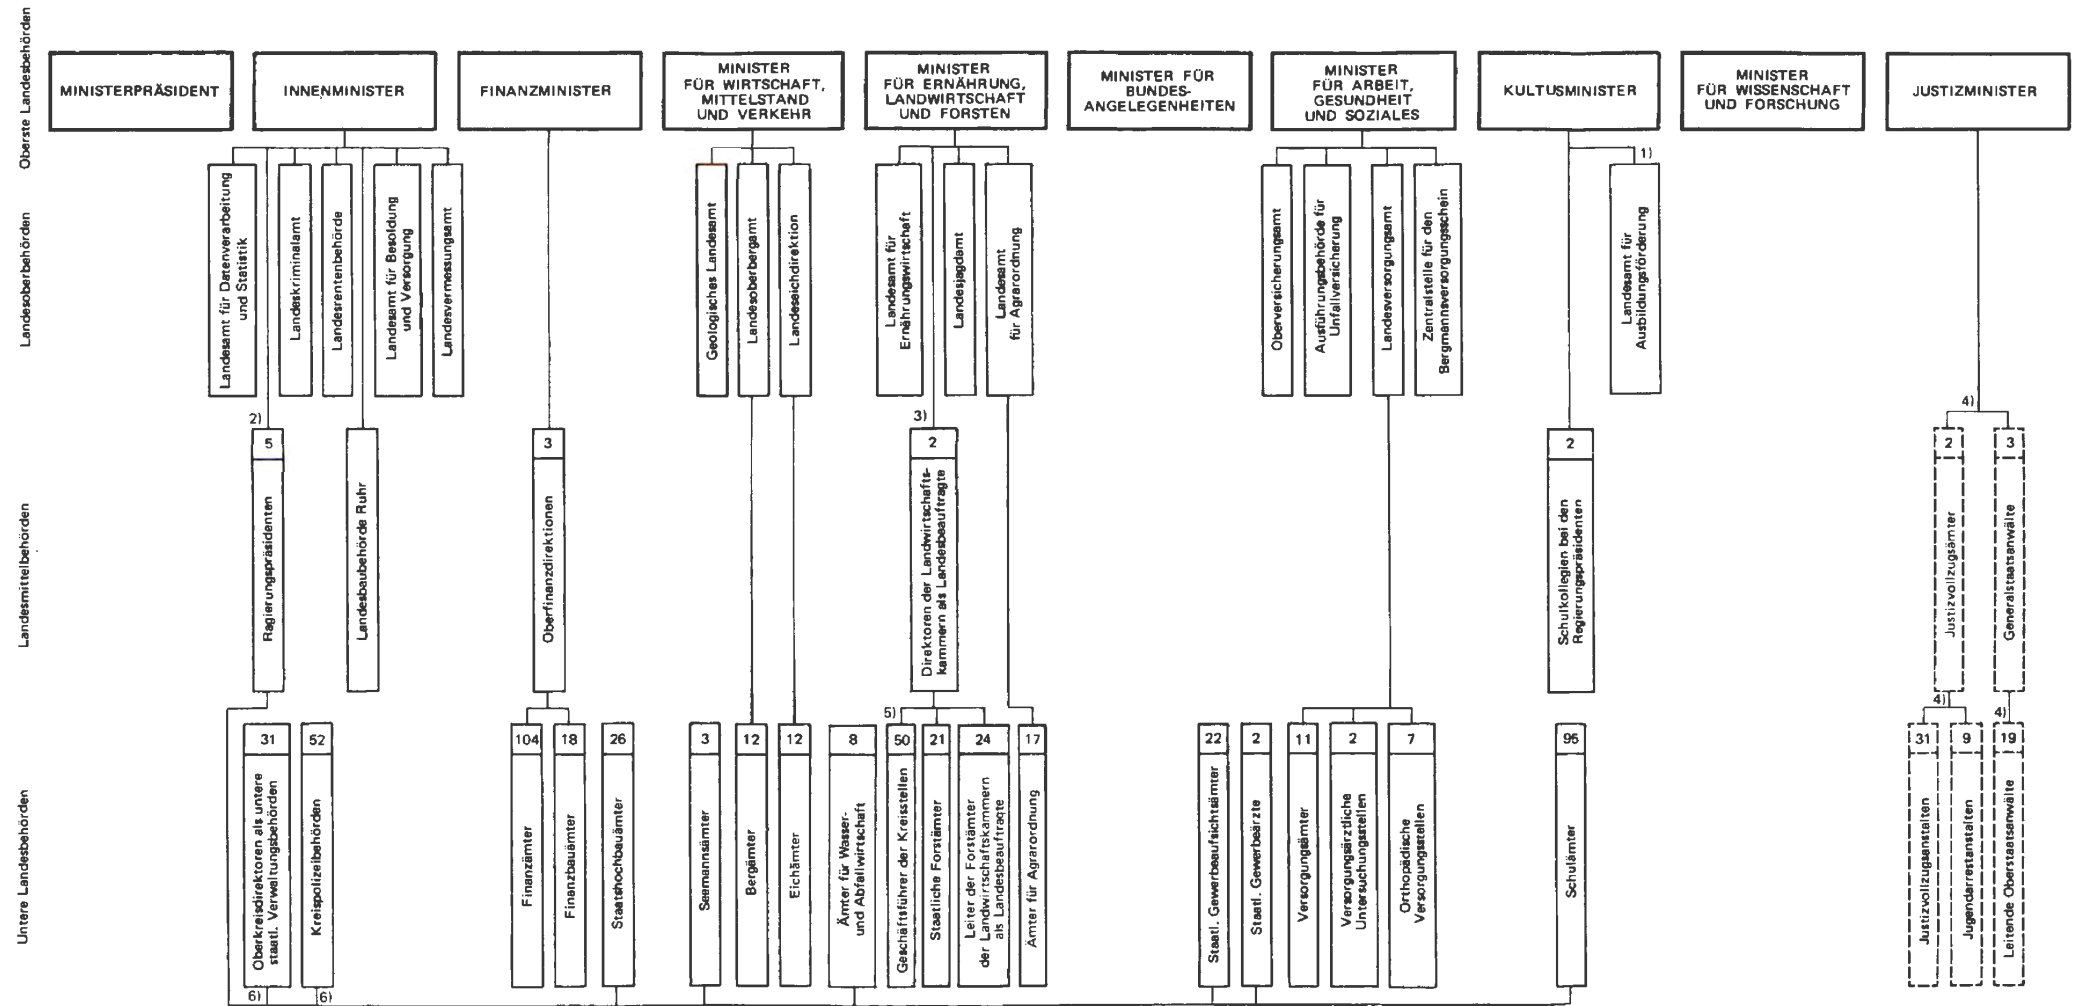 Oberste Landesbehörden
MINISTERPRÄSIDENT
INNENMINISTER
FINANZMINISTER
MINISTER
FÜR WIRTSCHAFT,
MITTELSTAND
UND VERKEHR
MINISTER
FÜR ERNÄHRUNG,
LANDWIRTSCHAFT
UND FORSTEN
MINISTER FÜR
BUNDES-
ANGELEGENHEITEN
MINISTER
FÜR ARBEIT,
GESUNDHEIT
UND SOZIALES
KULTUSMINISTER
MINISTER
FÜR WISSENSCHAFT
UND FORSCHUNG
JUSTIZMINISTER
Landesoberbehörden
Landesamt für Datenverarbeitung
und Statistik
Landeskriminalamt
Landesrentenbehörde
Landesamt für Besoldung
und Versorgung
Landesvermessungsamt
Geologisches Landesamt
Landesoberbergamt
Landeseichdirektion
Landesamt für
Ernährungswirtschaft
Landesjagdamt
Landesamt
für Agrarordnung
Oberversicherungsamt
Ausführungsbehörde für
Unfallversicherung
Landesversorgungsamt
Zentralstelle für den
Bergmannsversorgungsschein
1)
Landesamt für
Ausbildungsförderung
Landesmittelbehörden
2)
5
Ragierungspräsidenten
Landesbaubehörde Ruhr
3
Oberfinanzdirektionen
3)
2
Direktoren der Landwirtschafts-
kammern als Landesbeauftragte
2
Schulkollegien bei den
Regierungspräsidenten
4)
2
Justizvollzugsämter
3
Generalstaatsanwälte
Untere Landesbehörden
31
Oberkreisdirektoren als untere
staatl. Verwaltungsbehörden
6)
52
Kreispolizeibehörden
6)
104
Finanzämter
18
Finanzbauämter
26
Staatshochbauämter
3
Seemannsämter
12
Bergämter
12
Eichämter
8
Ämter für Wasser-
und Abfallwirtschaft
5)
50
Geschäftsführer der Kreisstellen
21
Staatliche Forstämter
24
Leiter der Forstämter
der Landwirtschaftskammern
als Landesbeauftragte
17
Ämter für Agrarordnung
22
Staatl. Gewerbeaufsichtsämter
2
Staatl. Gewerbeärzte
11
Versorgungsämter
2
Versorgungsärztliche
Untersuchungsstellen
7
Orthopädische
Versorgungsstellen
95
Schulämter
4)
31
Justizvollzugsanstalten
9
Jugendarrestanstalten
4)
19
Leitende Oberstaatsanwälte